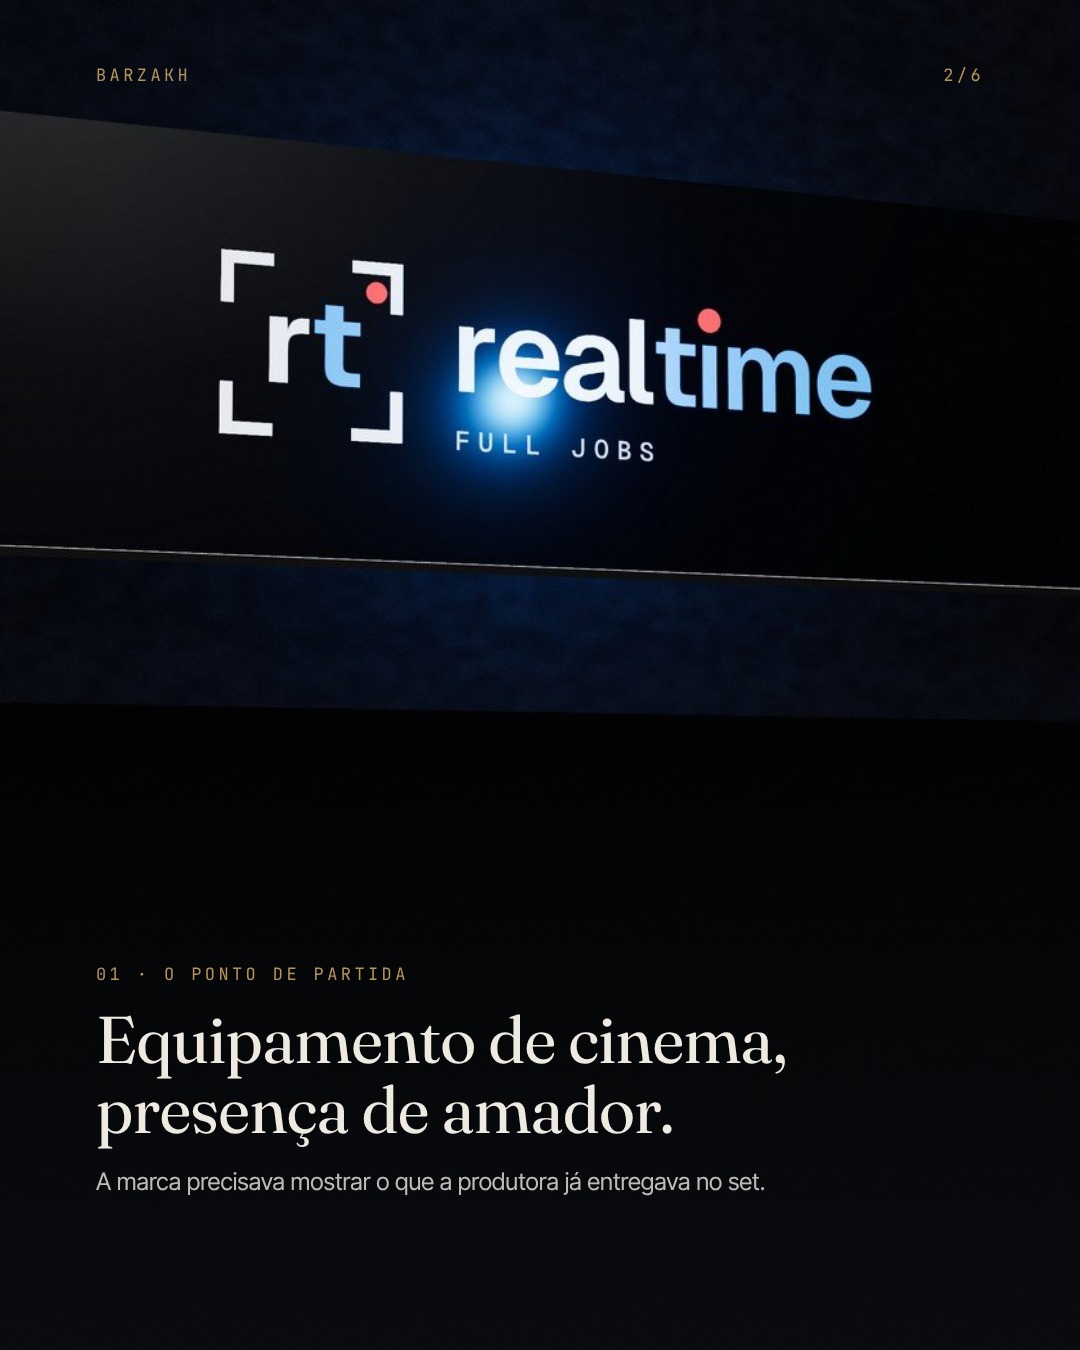 BARZAKH
2/6
rt
realtime
FULL JOBS
01 · O PONTO DE PARTIDA
Equipamento de cinema,
presença de amador.
A marca precisava mostrar o que a produtora já entregava no set.